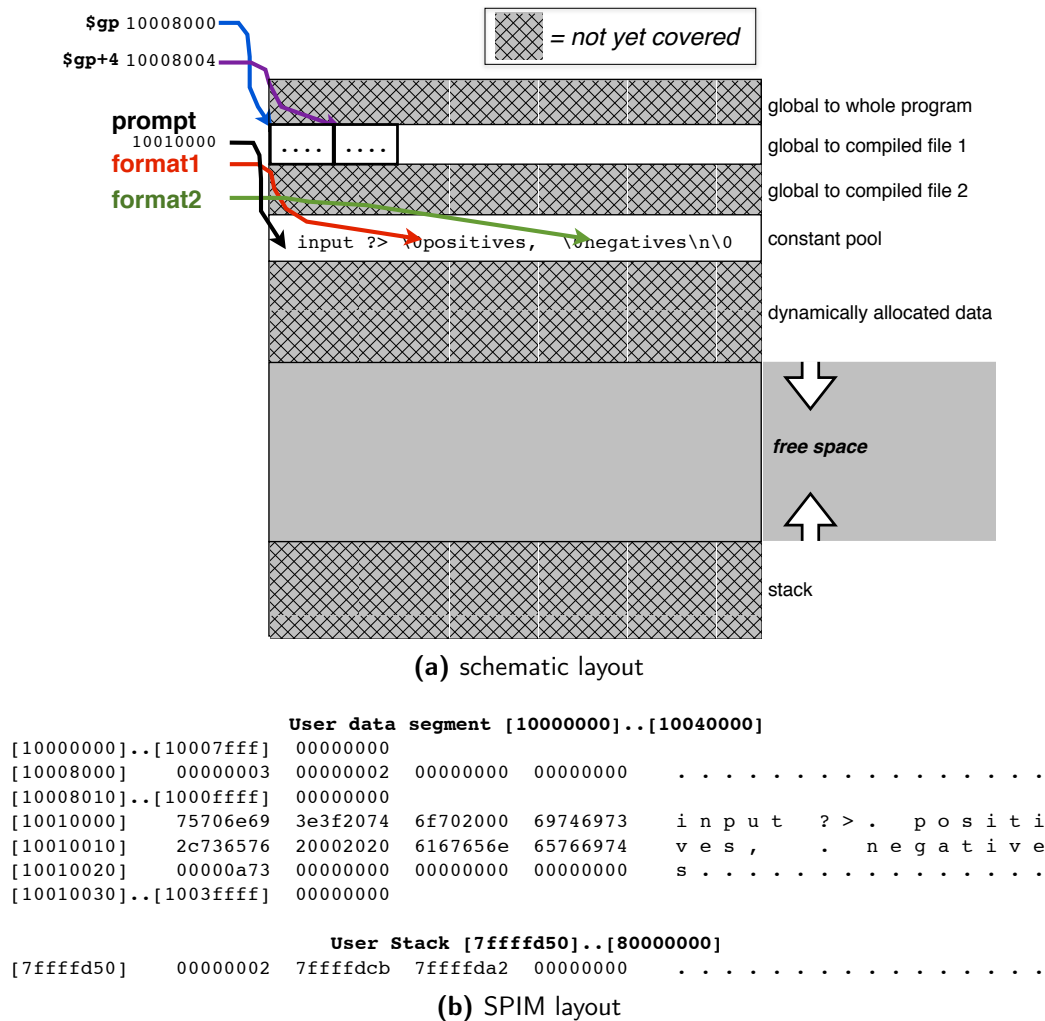 $gp 10008000
= not yet covered
$gp+4 10008004
global to whole program
prompt
10010000
.... ....
global to compiled file 1
format1
format2
global to compiled file 2
input ?> \0positives, \0negatives\n\0
constant pool
dynamically allocated data
free space
stack
(a) schematic layout
User data segment [10000000]..[10040000]
[10000000]..[10007fff] 00000000
[10008000] 00000003 00000002 00000000 00000000 . . . . . . . . . . . . . . . .
[10008010]..[1000ffff] 00000000
[10010000] 75706e69 3e3f2074 6f702000 69746973 i n p u t ? > . p o s i t i
[10010010] 2c736576 20002020 6167656e 65766974 v e s , . n e g a t i v e
[10010020] 00000a73 00000000 00000000 00000000 s . . . . . . . . . . . . . . .
[10010030]..[1003ffff] 00000000
User Stack [7ffffd50]..[80000000]
[7ffffd50] 00000002 7ffffdcb 7ffffda2 00000000 . . . . . . . . . . . . . . . .
(b) SPIM layout